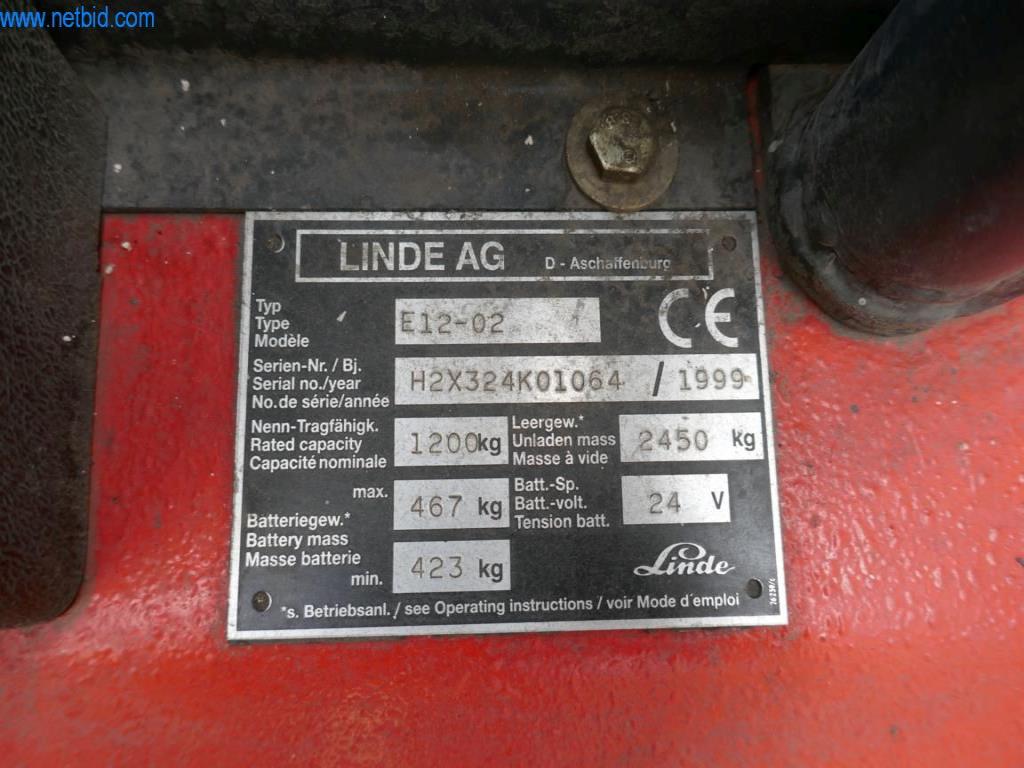 www.netbid.com
LINDE AG D - Aschaffenburg
Typ
Type
Modèle
E12-02
CE
Serien-Nr. / Bj.
Serial no./year
No. de série/année
H2X324K01064 / 1999
Nenn-Tragfähigk.
Rated capacity
Capacité nominale
1200 kg
Leergew.*
Unladen mass
Masse à vide
2450 kg
max.
467 kg
Batteriegew.*
Battery mass
Masse batterie
min.
423 kg
Batt.-Sp.
Batt.-volt.
Tension batt.
24 V
Linde
*s. Betriebsanl. / see Operating instructions / voir Mode d'emploi